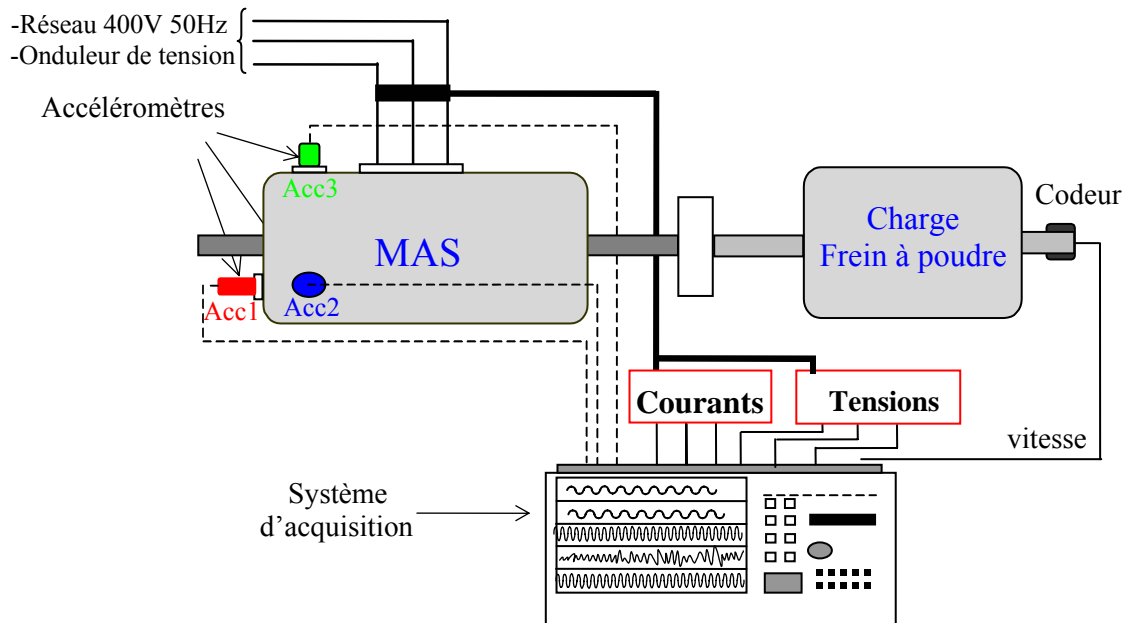 -Réseau 400V 50Hz
-Onduleur de tension
Accéléromètres
Acc3
MAS
Acc1
Acc2
Charge
Frein à poudre
Codeur
Courants
Tensions
vitesse
Système
d’acquisition